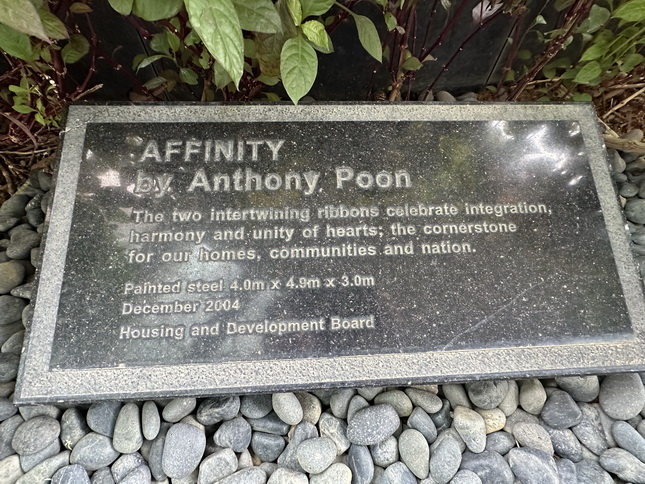 AFFINITY
by Anthony Poon
The two intertwining ribbons celebrate integration,
harmony and unity of hearts; the cornerstone
for our homes, communities and nation.
Painted steel 4.0m x 4.9m x 3.0m
December 2004
Housing and Development Board